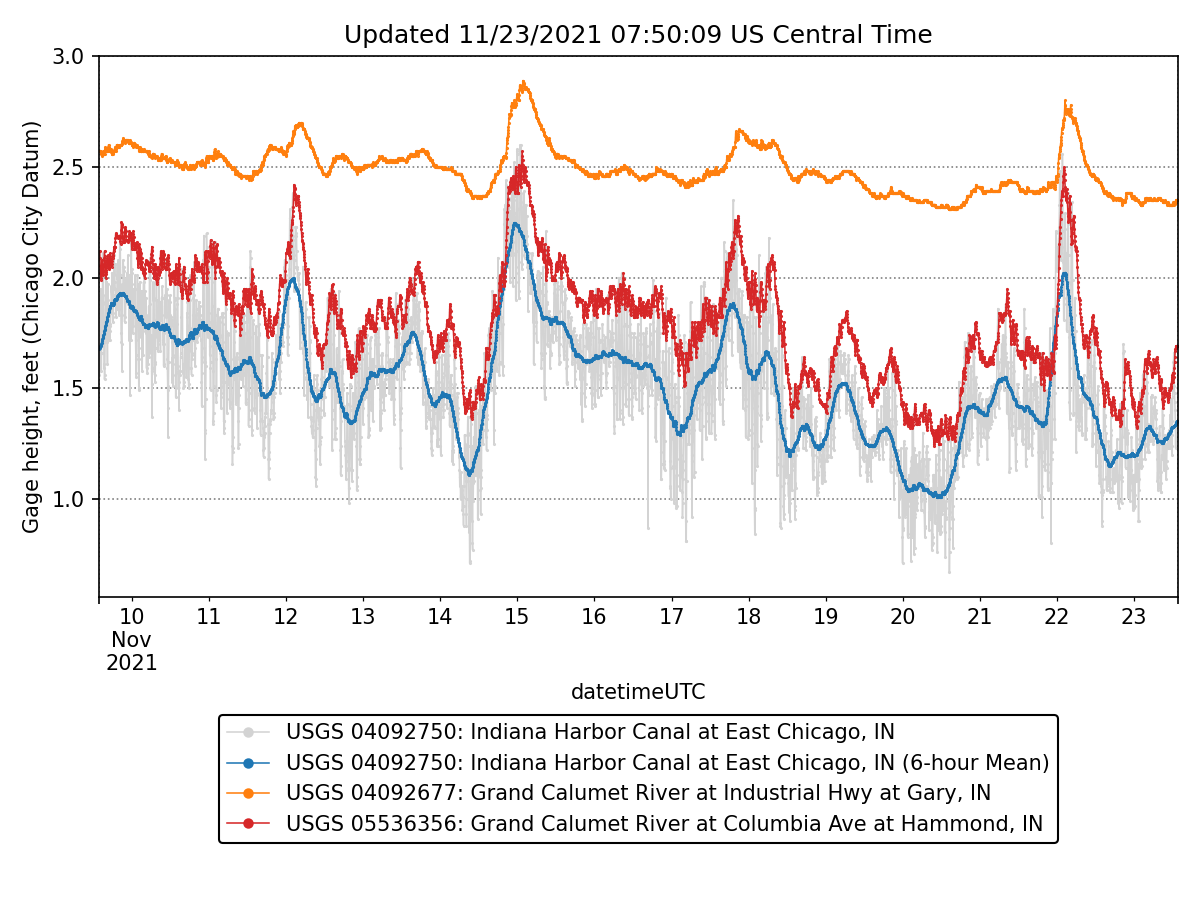 Updated 11/23/2021 07:50:09 US Central Time
3.0
2.5
2.0
1.5
1.0
Gage height, feet (Chicago City Datum)
10 11 12 13 14 15 16 17 18 19 20 21 22 23
Nov
2021
datetimeUTC
USGS 04092750: Indiana Harbor Canal at East Chicago, IN
USGS 04092750: Indiana Harbor Canal at East Chicago, IN (6-hour Mean)
USGS 04092677: Grand Calumet River at Industrial Hwy at Gary, IN
USGS 05536356: Grand Calumet River at Columbia Ave at Hammond, IN